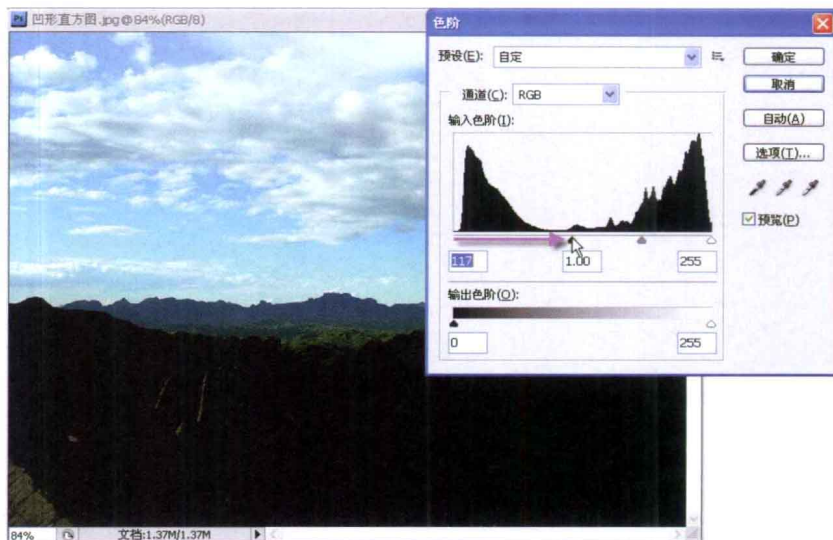 凹形直方图.jpg @ 84%(RGB/8)
84%
文档:1.37M/1.37M
色阶
预设(E): 自定
通道(C): RGB
输入色阶(I):
117 1.00 255
输出色阶(O):
0 255
确定
取消
自动(A)
选项(T)...
预览(P)